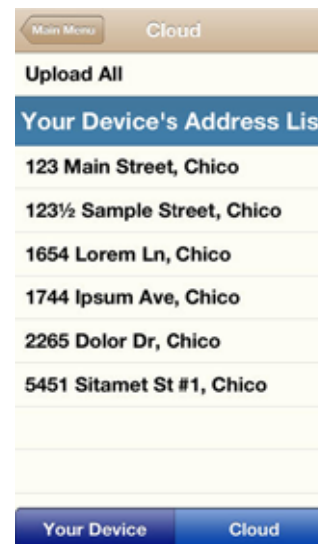 Main Menu Cloud
Upload All
Your Device's Address Lis
123 Main Street, Chico
123½ Sample Street, Chico
1654 Lorem Ln, Chico
1744 Ipsum Ave, Chico
2265 Dolor Dr, Chico
5451 Sitamet St #1, Chico
Your Device Cloud